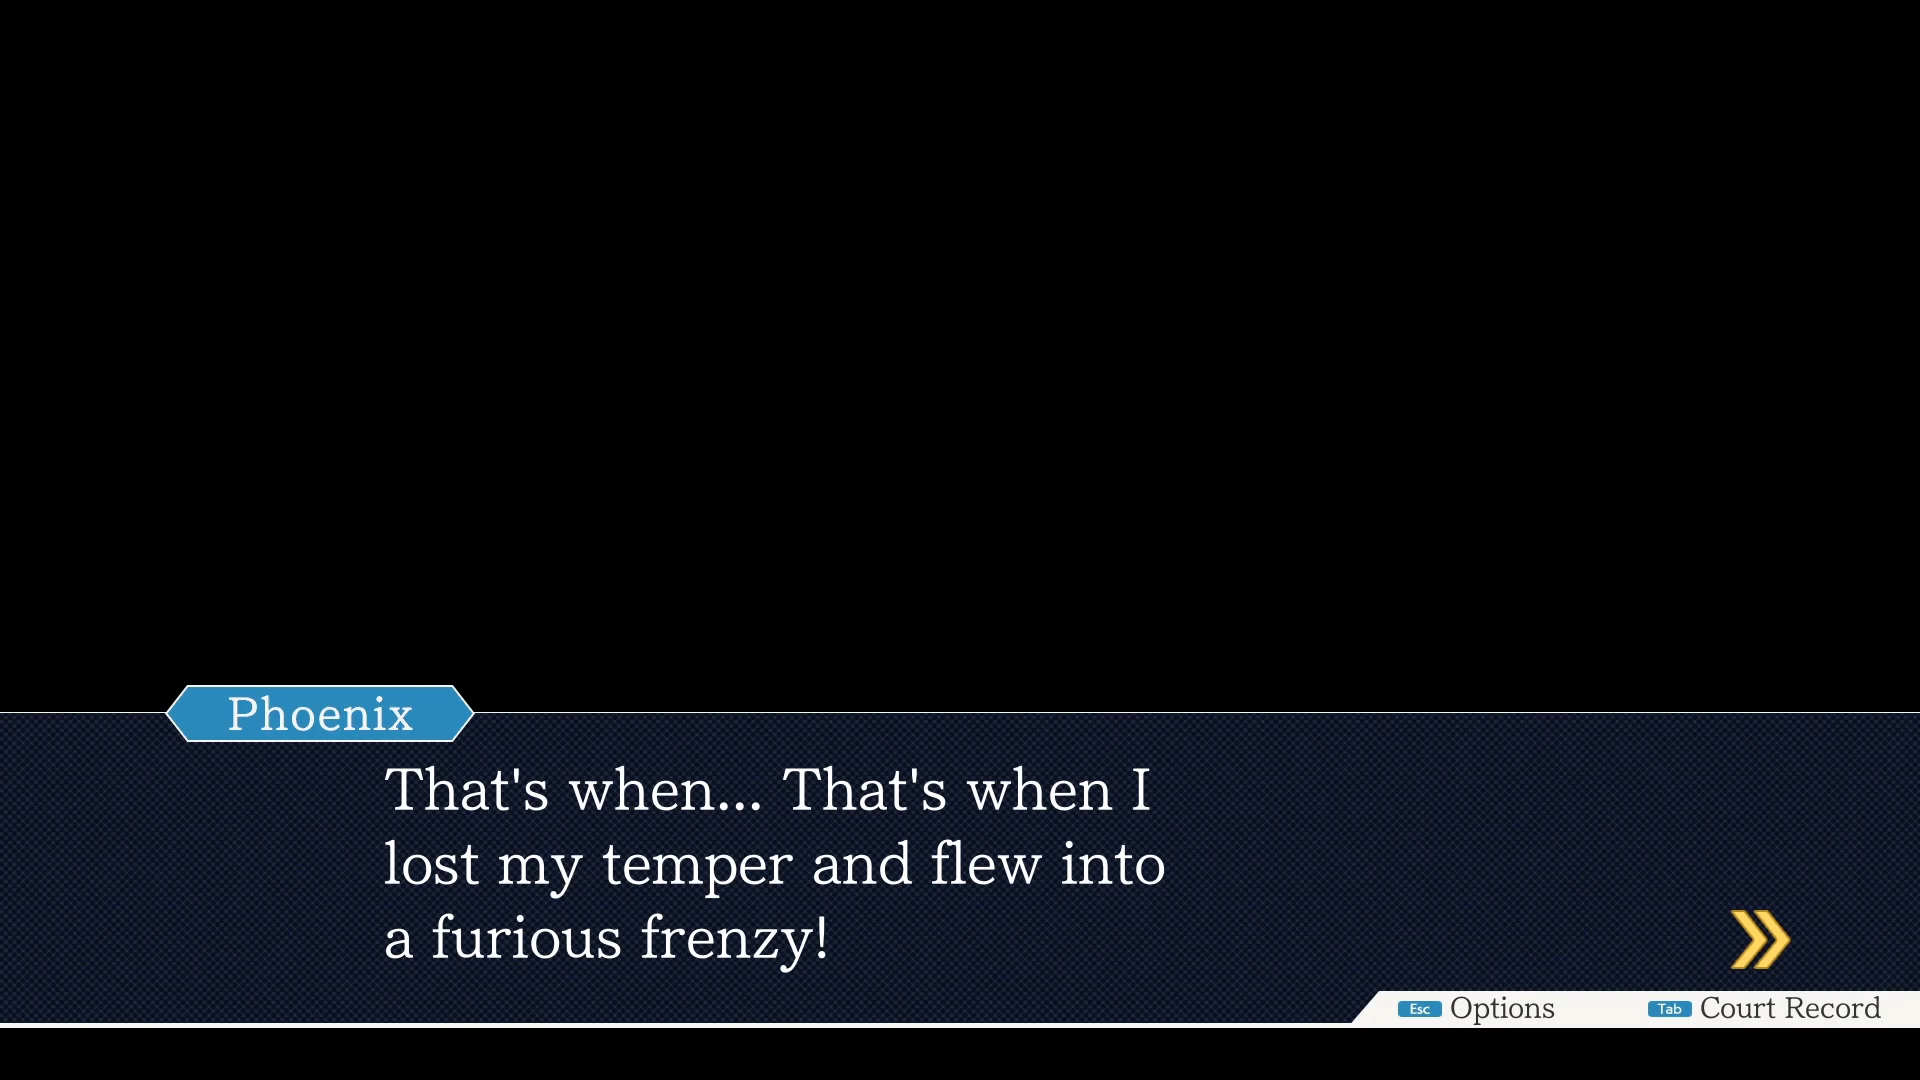 Phoenix
That's when... That's when I
lost my temper and flew into
a furious frenzy!
Esc Options Tab Court Record